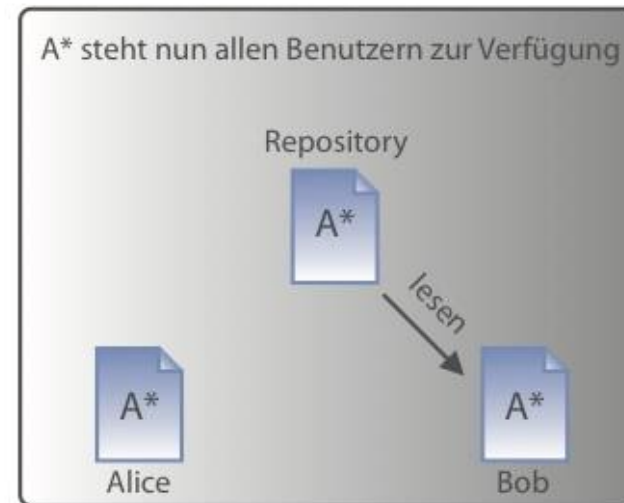 A* steht nun allen Benutzern zur Verfügung
Repository
A*
lesen
A*
A*
Alice
Bob